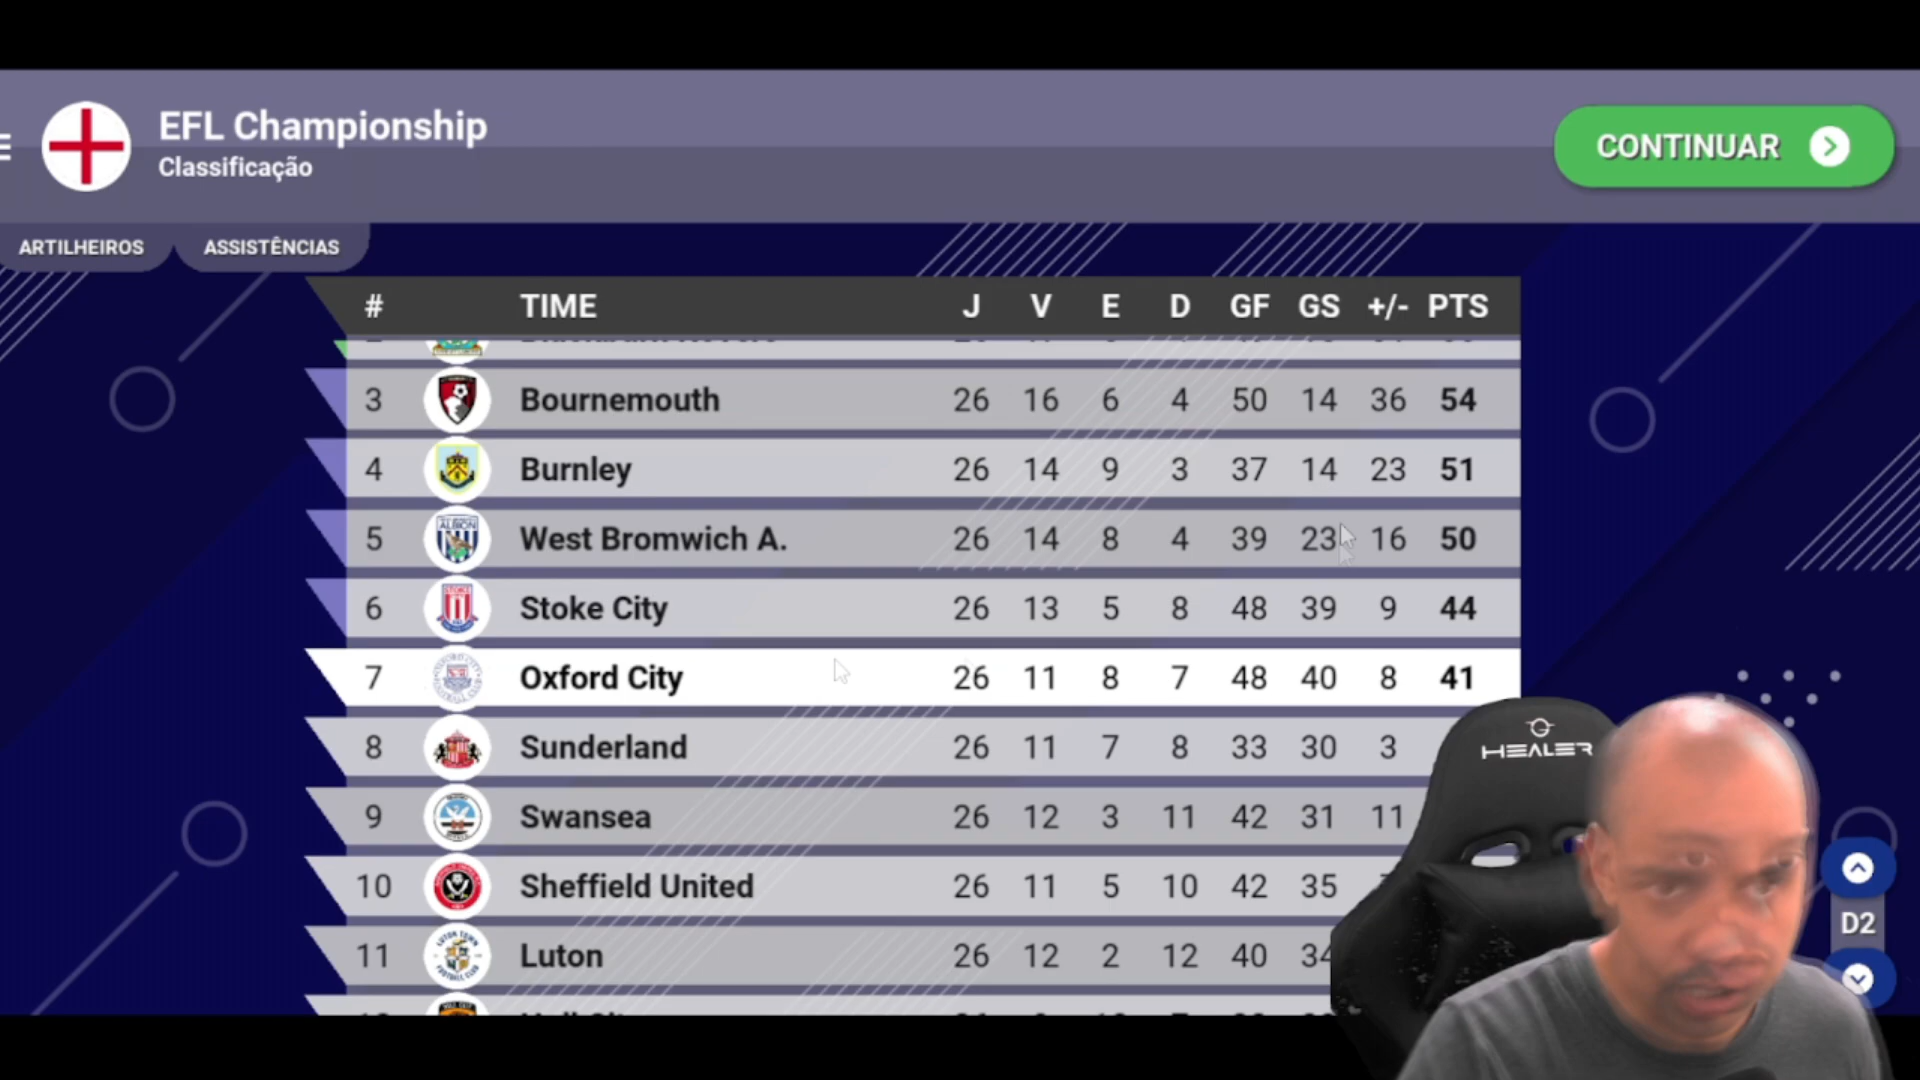 EFL Championship
Classificação
CONTINUAR
ARTILHEIROS ASSISTÊNCIAS
# TIME J V E D GF GS +/- PTS
3 Bournemouth 26 16 6 4 50 14 36 54
4 Burnley 26 14 9 3 37 14 23 51
5 West Bromwich A. 26 14 8 4 39 23 16 50
6 Stoke City 26 13 5 8 48 39 9 44
7 Oxford City 26 11 8 7 48 40 8 41
8 Sunderland 26 11 7 8 33 30 3
9 Swansea 26 12 3 11 42 31 11
10 Sheffield United 26 11 5 10 42 35
11 Luton 26 12 2 12 40 34
HEALER
D2